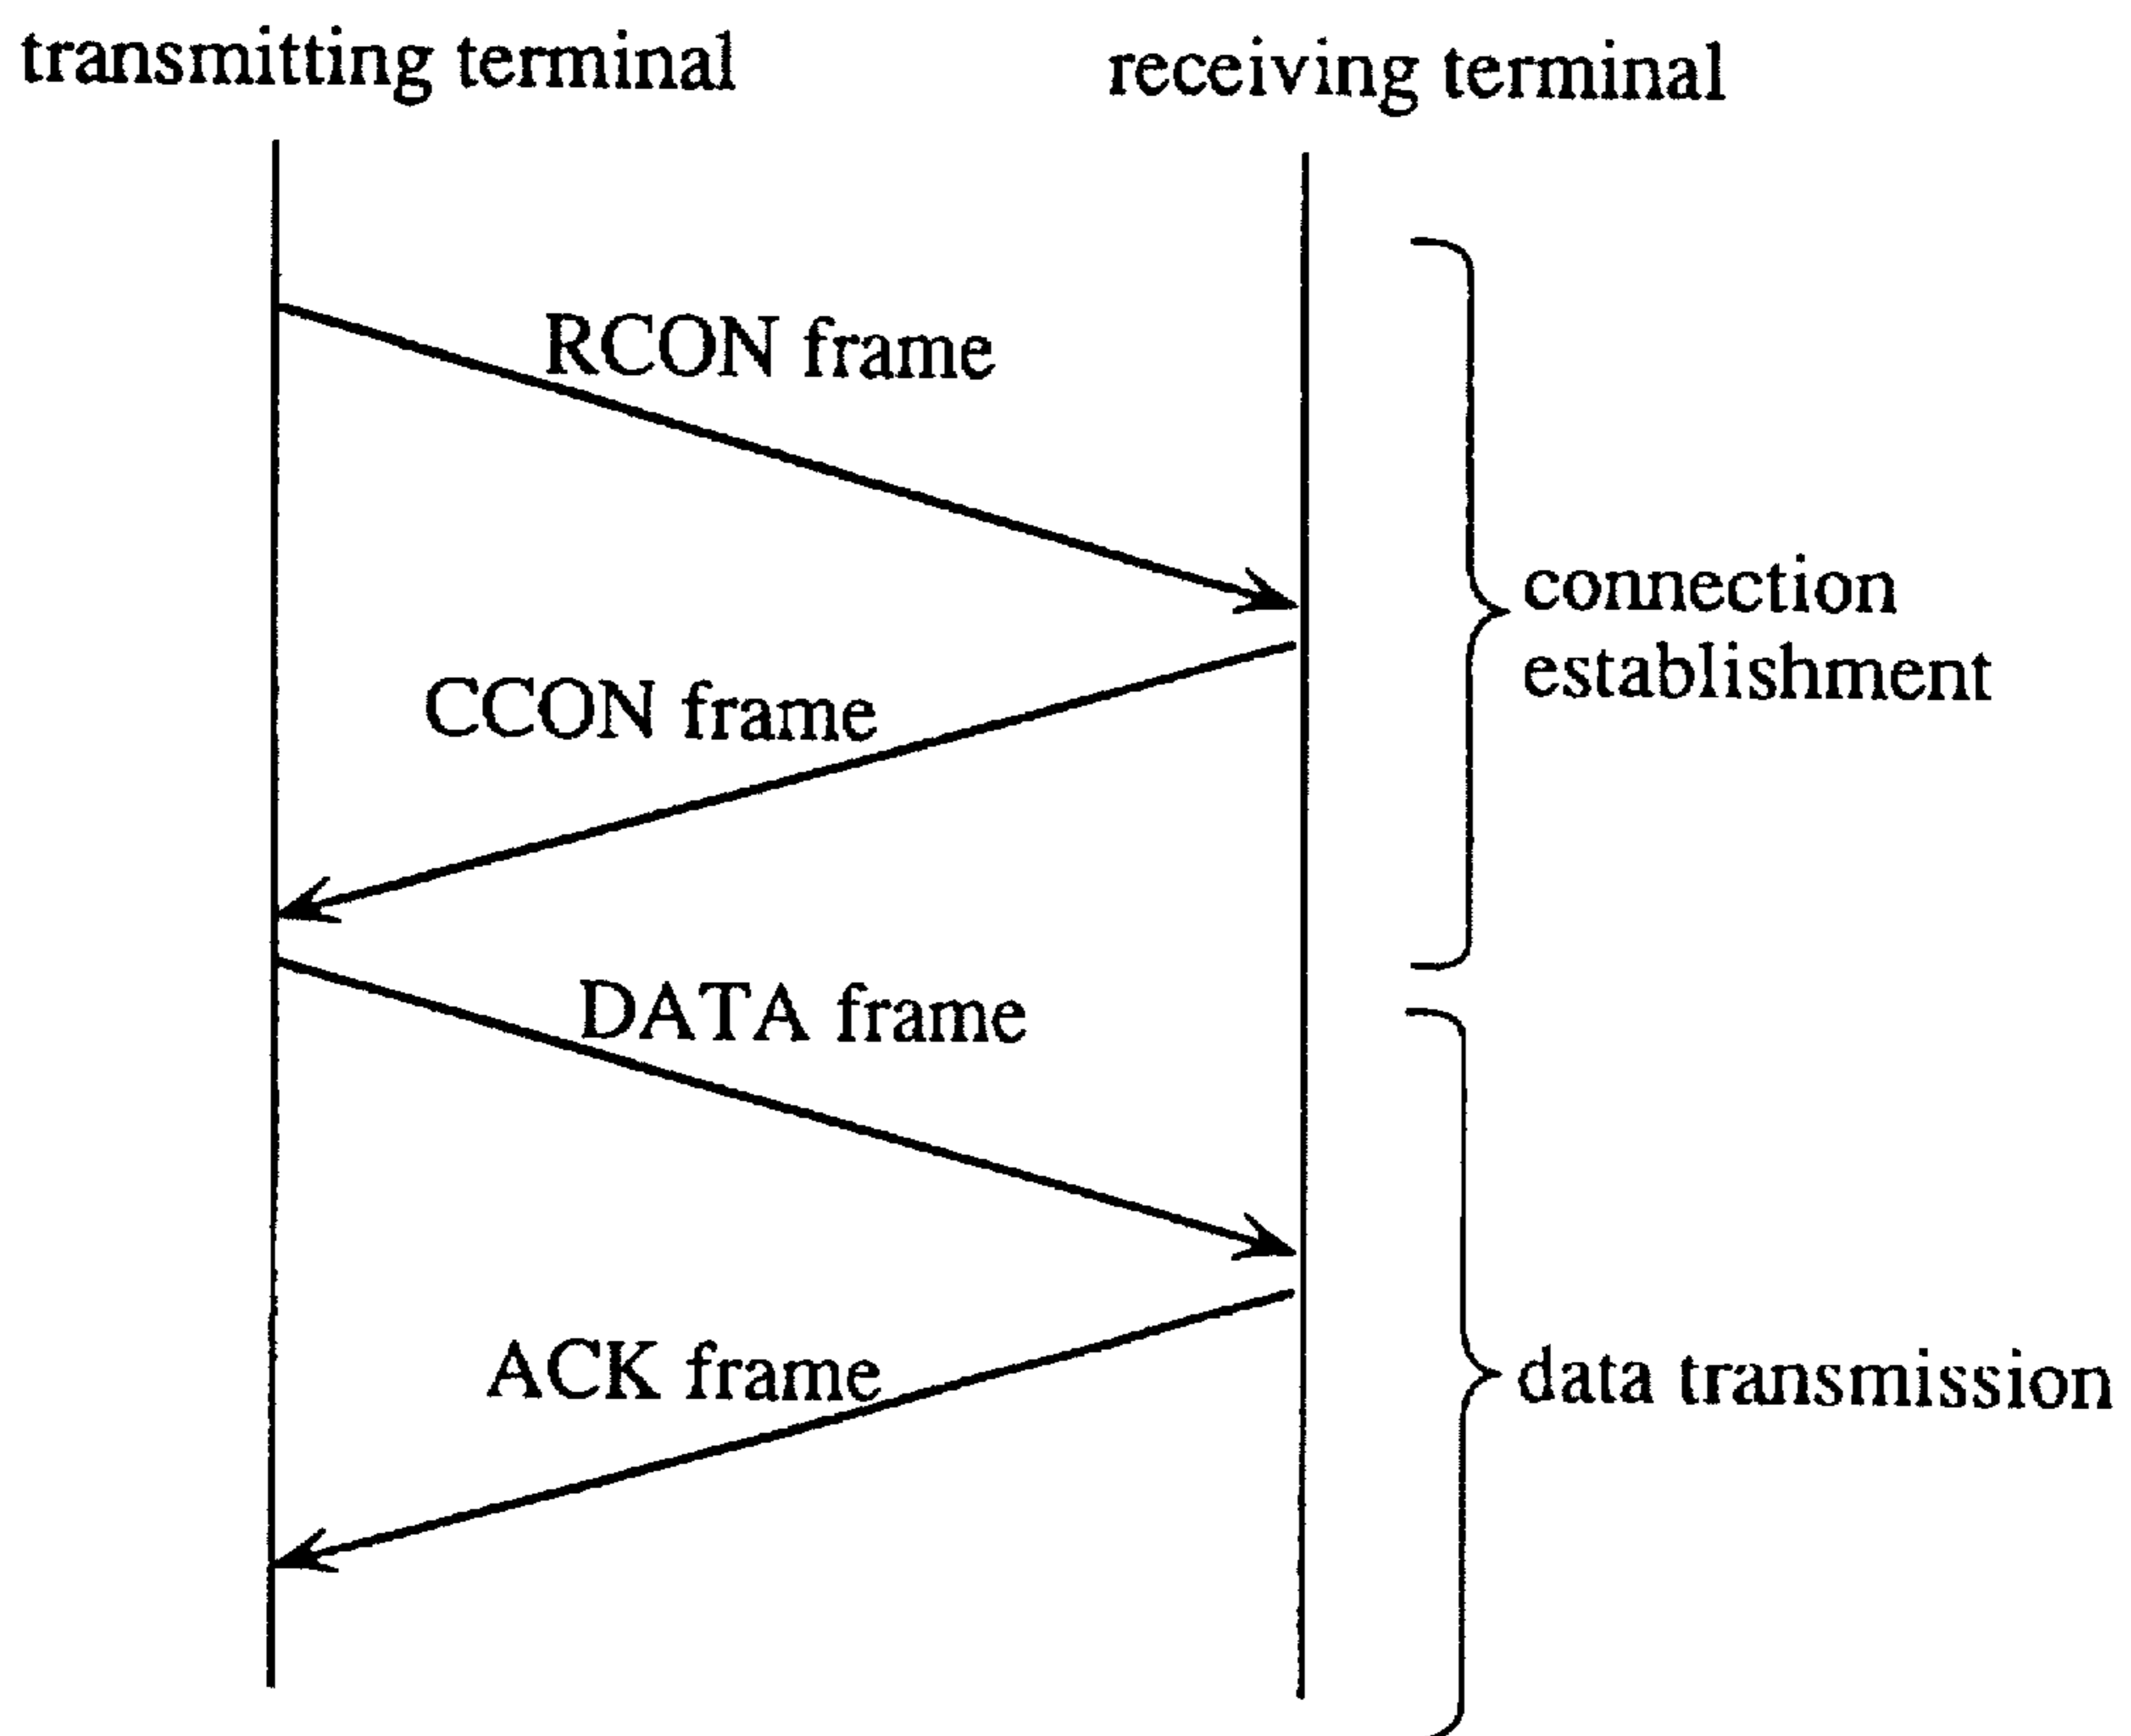 transmitting terminal
receiving terminal
RCON frame
connection
establishment
CCON frame
DATA frame
ACK frame
data transmission